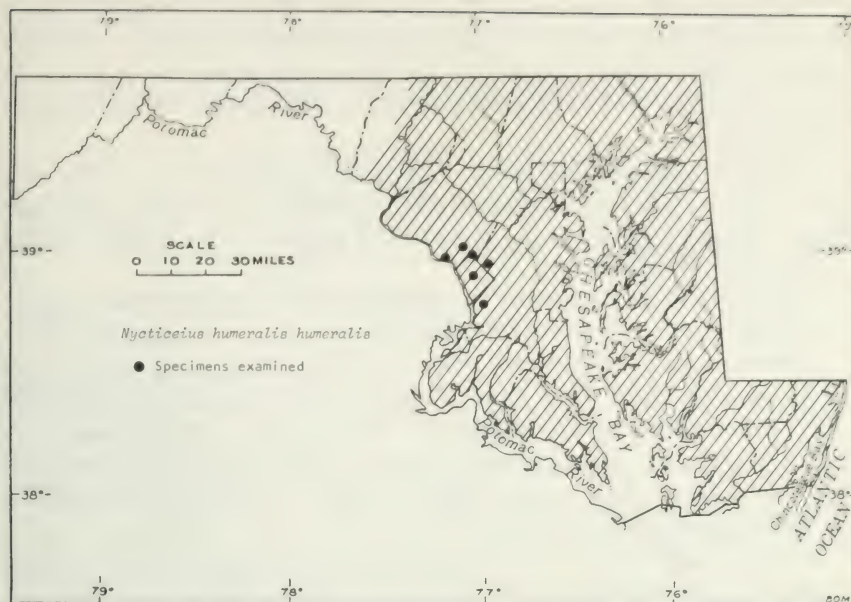 79° 78° 77° 76°
Potomac
River
SCALE
0 10 20 30 MILES
39° 39°
CHESAPEAKE BAY
Nycticeius humeralis humeralis
● Specimens examined
Potomac
River
38° 38°
ATLANTIC
OCEAN
79° 78° 77° 76°